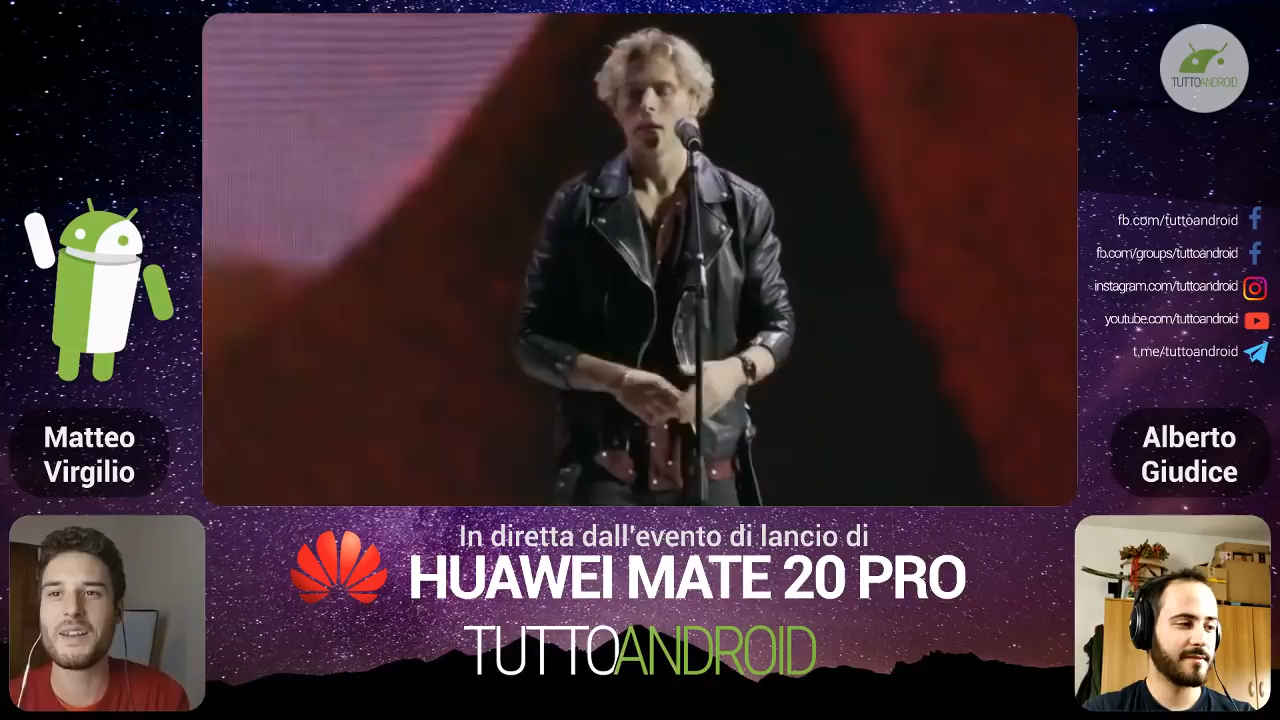 TUTTOANDROID
fb.com/tuttoandroid
fb.com/groups/tuttoandroid
instagram.com/tuttoandroid
youtube.com/tuttoandroid
t.me/tuttoandroid
Matteo
Virgilio
Alberto
Giudice
In diretta dall'evento di lancio di
HUAWEI MATE 20 PRO
TUTTOANDROID